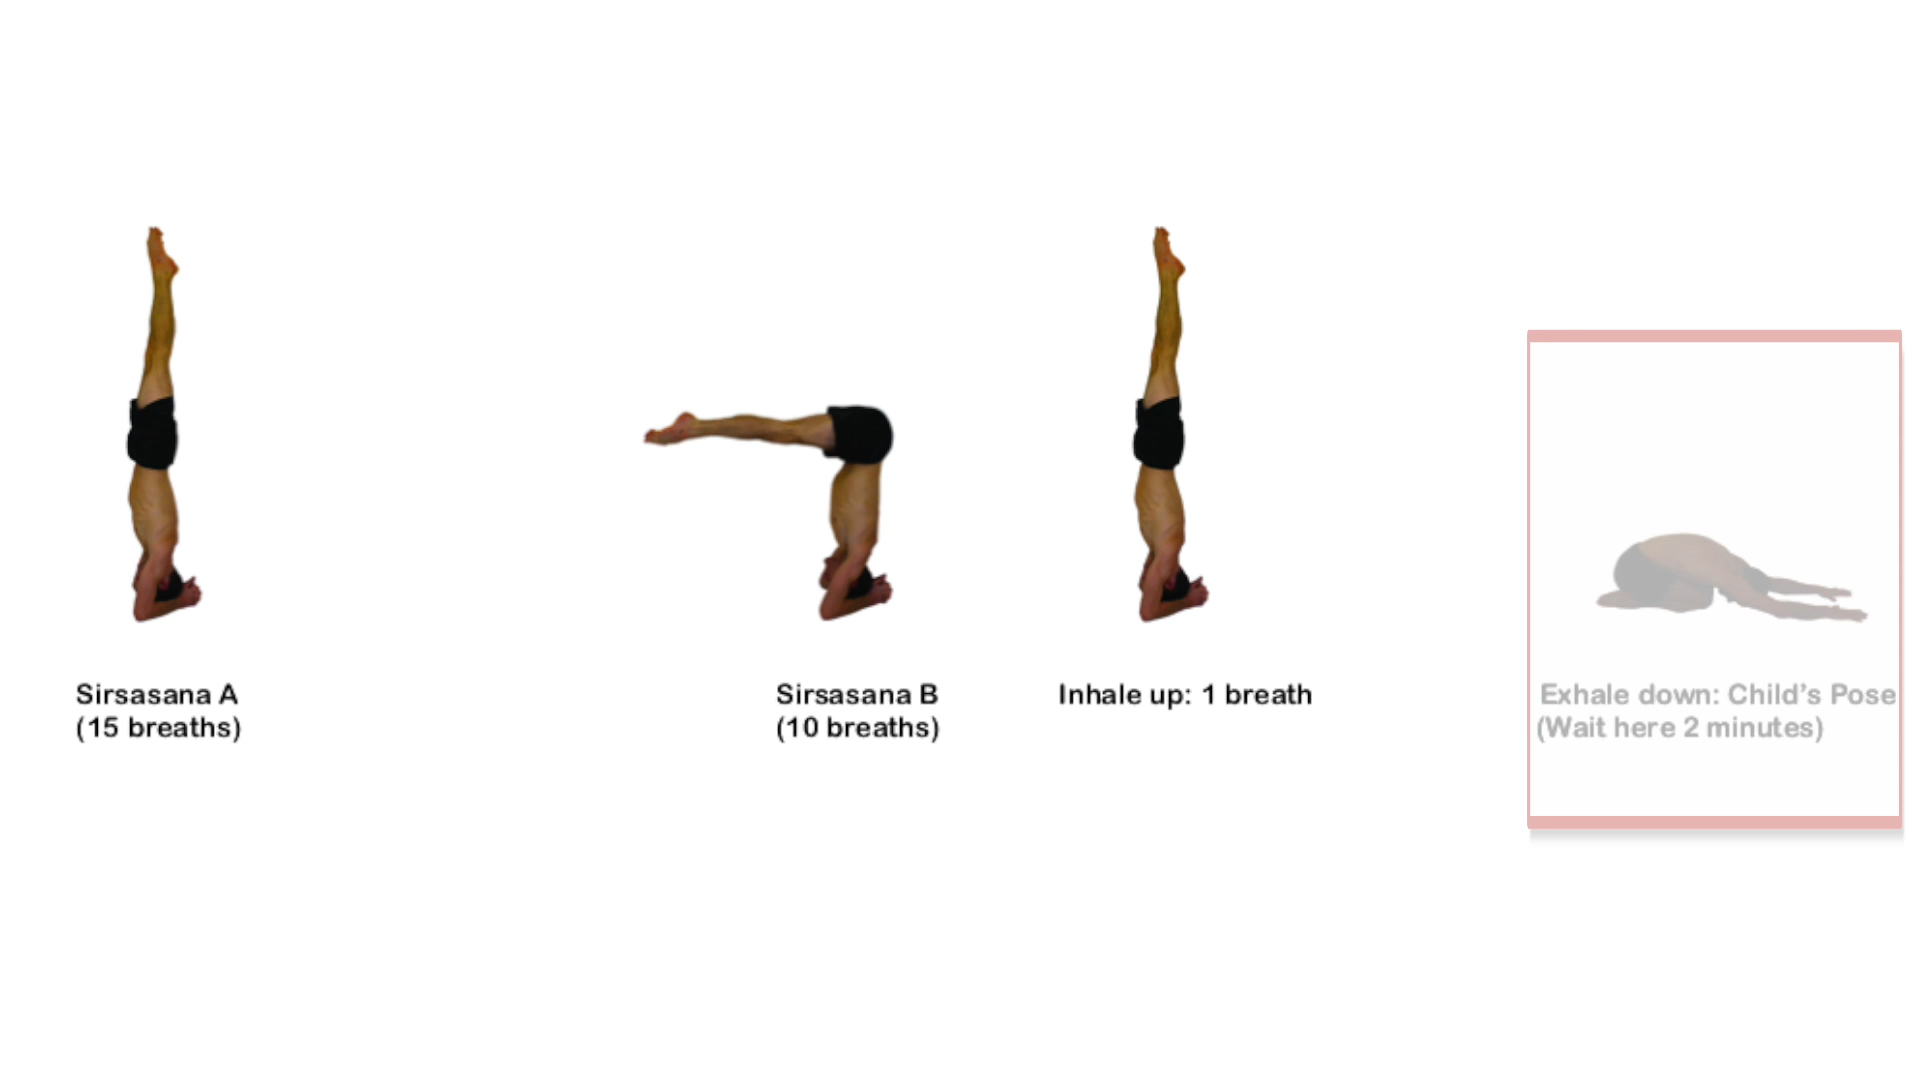 Sirsasana A
(15 breaths)
Sirsasana B
(10 breaths)
Inhale up: 1 breath
Exhale down: Child’s Pose
(Wait here 2 minutes)